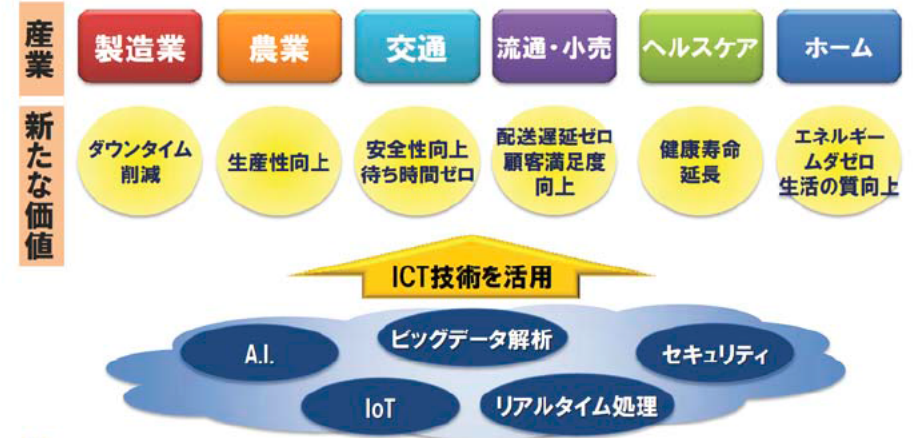 産業
製造業
農業
交通
流通・小売
ヘルスケア
ホーム
新たな価値
ダウンタイム
削減
生産性向上
安全性向上
待ち時間ゼロ
配送遅延ゼロ
顧客満足度
向上
健康寿命
延長
エネルギー
ムダゼロ
生活の質向上
ICT技術を活用
A.I.
ビッグデータ解析
セキュリティ
IoT
リアルタイム処理